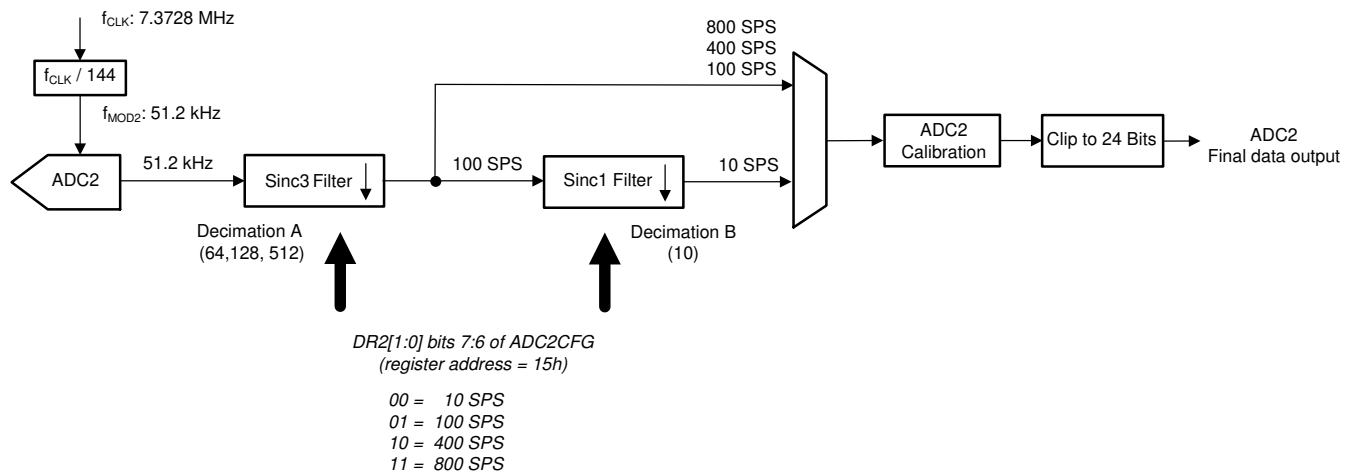 f_CLK: 7.3728 MHz
f_CLK / 144
f_MOD2: 51.2 kHz
ADC2
51.2 kHz
Sinc3 Filter
Decimation A
(64,128, 512)
100 SPS
Sinc1 Filter
Decimation B
(10)
10 SPS
800 SPS
400 SPS
100 SPS
ADC2
Calibration
Clip to 24 Bits
ADC2
Final data output
DR2[1:0] bits 7:6 of ADC2CFG
(register address = 15h)
00 = 10 SPS
01 = 100 SPS
10 = 400 SPS
11 = 800 SPS